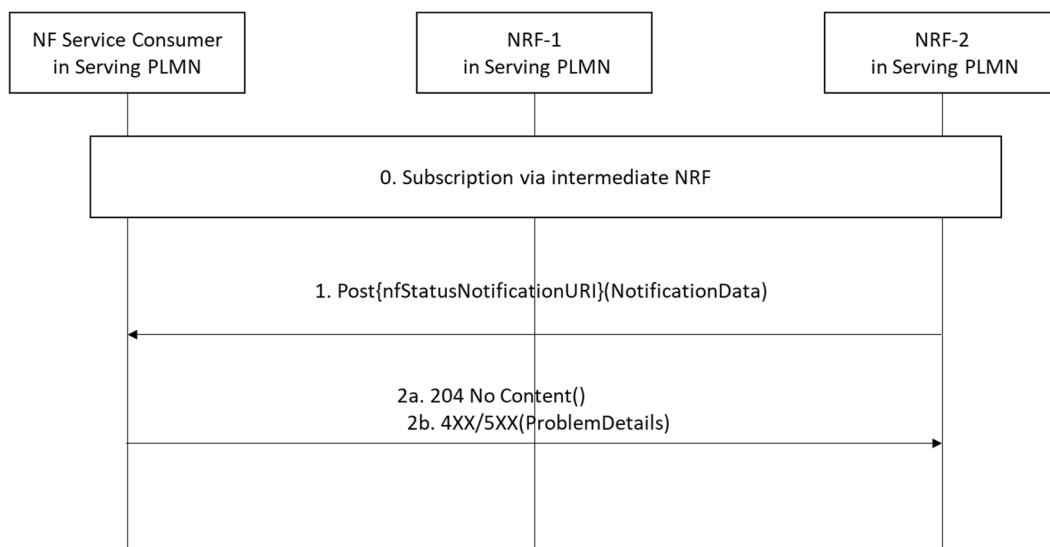 NF Service Consumer
in Serving PLMN
NRF-1
in Serving PLMN
NRF-2
in Serving PLMN
0. Subscription via intermediate NRF
1. Post{nfStatusNotificationURI}(NotificationData)
2a. 204 No Content()
2b. 4XX/5XX(ProblemDetails)